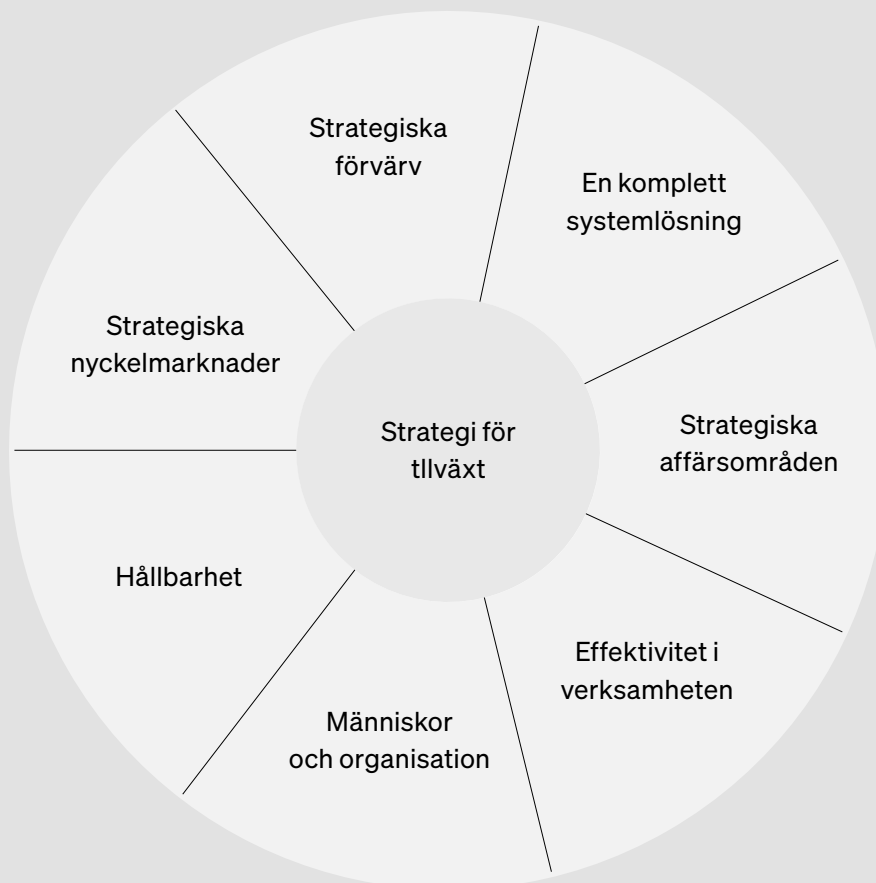 Strategiska
förvärv
En komplett
systemlösning
Strategiska
affärsområden
Effektivitet i
verksamheten
Människor
och organisation
Hållbarhet
Strategiska
nyckelmarknader
Strategi för
tllväxt